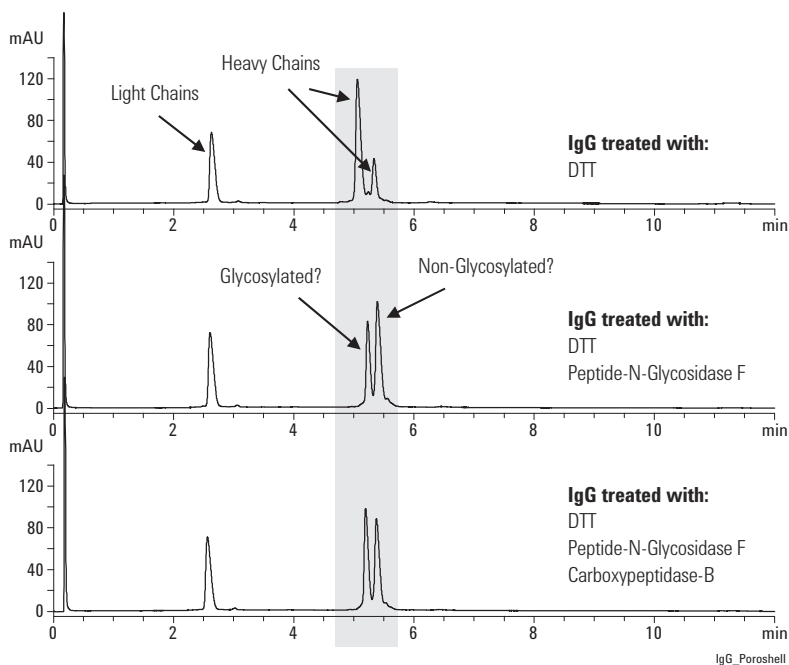 mAU
Heavy Chains
120
Light Chains
80
IgG treated with:
DTT
40
0
0 2 4 6 8 10 min
mAU
Non-Glycosylated?
Glycosylated?
120
IgG treated with:
80
DTT
40
Peptide-N-Glycosidase F
0
0 2 4 6 8 10 min
mAU
IgG treated with:
120
DTT
80
Peptide-N-Glycosidase F
Carboxypeptidase-B
40
0
0 2 4 6 8 10 min
IgG_Poroshell